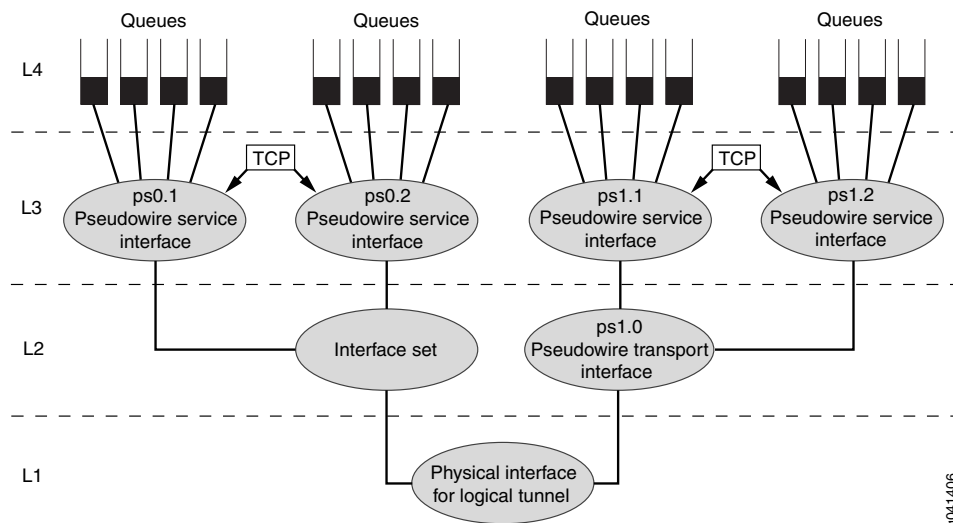 Queues
Queues
Queues
Queues
L4
TCP
TCP
L3
ps0.1
Pseudowire service
interface
ps0.2
Pseudowire service
interface
ps1.1
Pseudowire service
interface
ps1.2
Pseudowire service
interface
L2
Interface set
ps1.0
Pseudowire transport
interface
L1
Physical interface
for logical tunnel